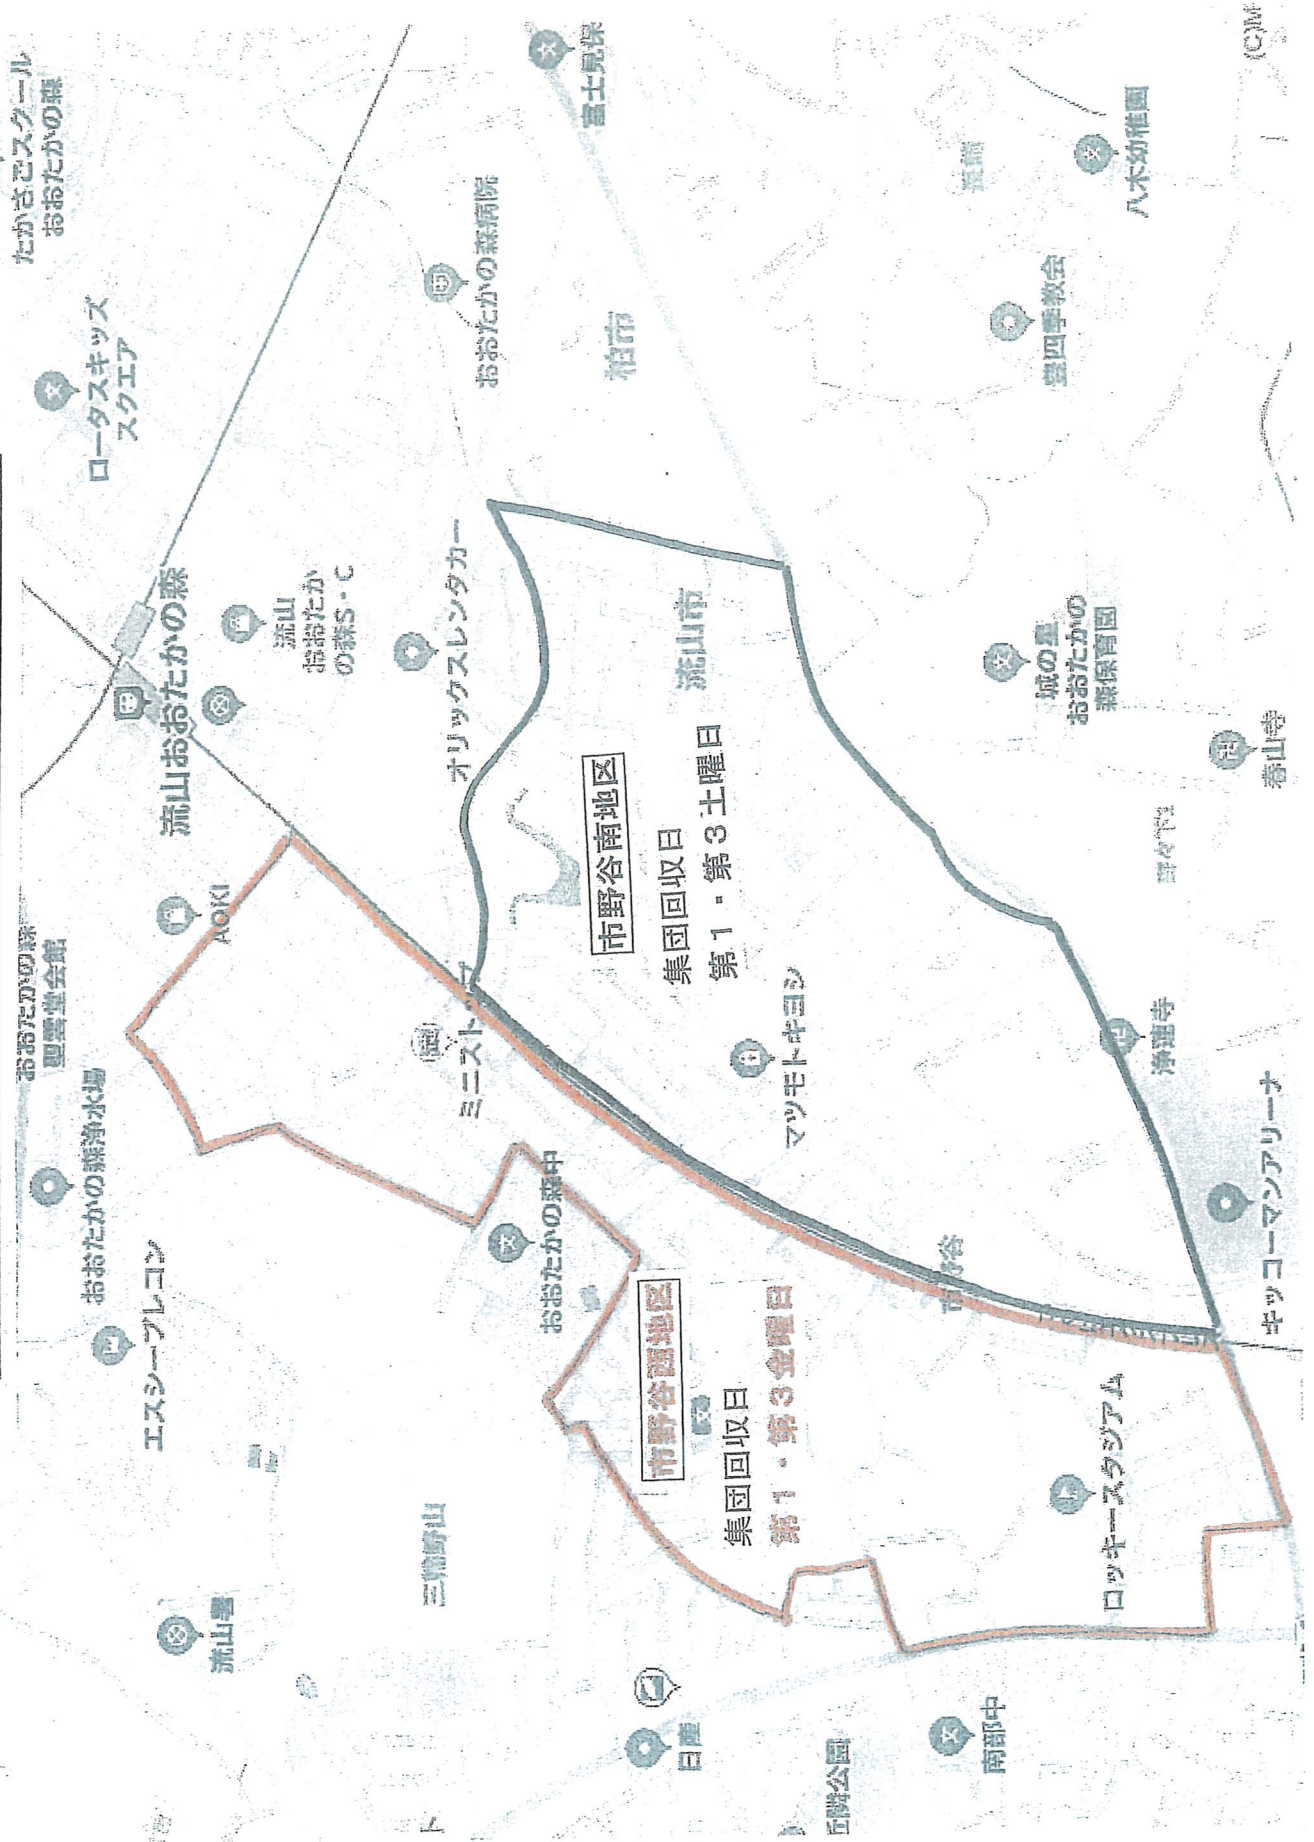 たかさごスクール
おおたかの森
ロータスキッズ
スクエア
富士見保
おおたかの森病院
柏市
八木幼稚園
豊四季教会
(C)M
流山おおたかの森
流山
おおたか
の森S・C
オリックスレンタカー
流山市
城の星
おおたかの
森保育園
春山寺
おおたかの森
聖雲堂会館
AOKI
ミニストップ
市野谷南地区
集団回収日
第1・第3土曜日
マツモトキヨシ
浄蓮寺
キッコーマンアリーナ
おおたかの森浄水場
エスシープレコン
おおたかの森中
市野谷
市野谷西地区
集団回収日
第1・第3金曜日
ロッキースタジアム
三輪野山
流山署
日産
南部中
丘隣公園
ト